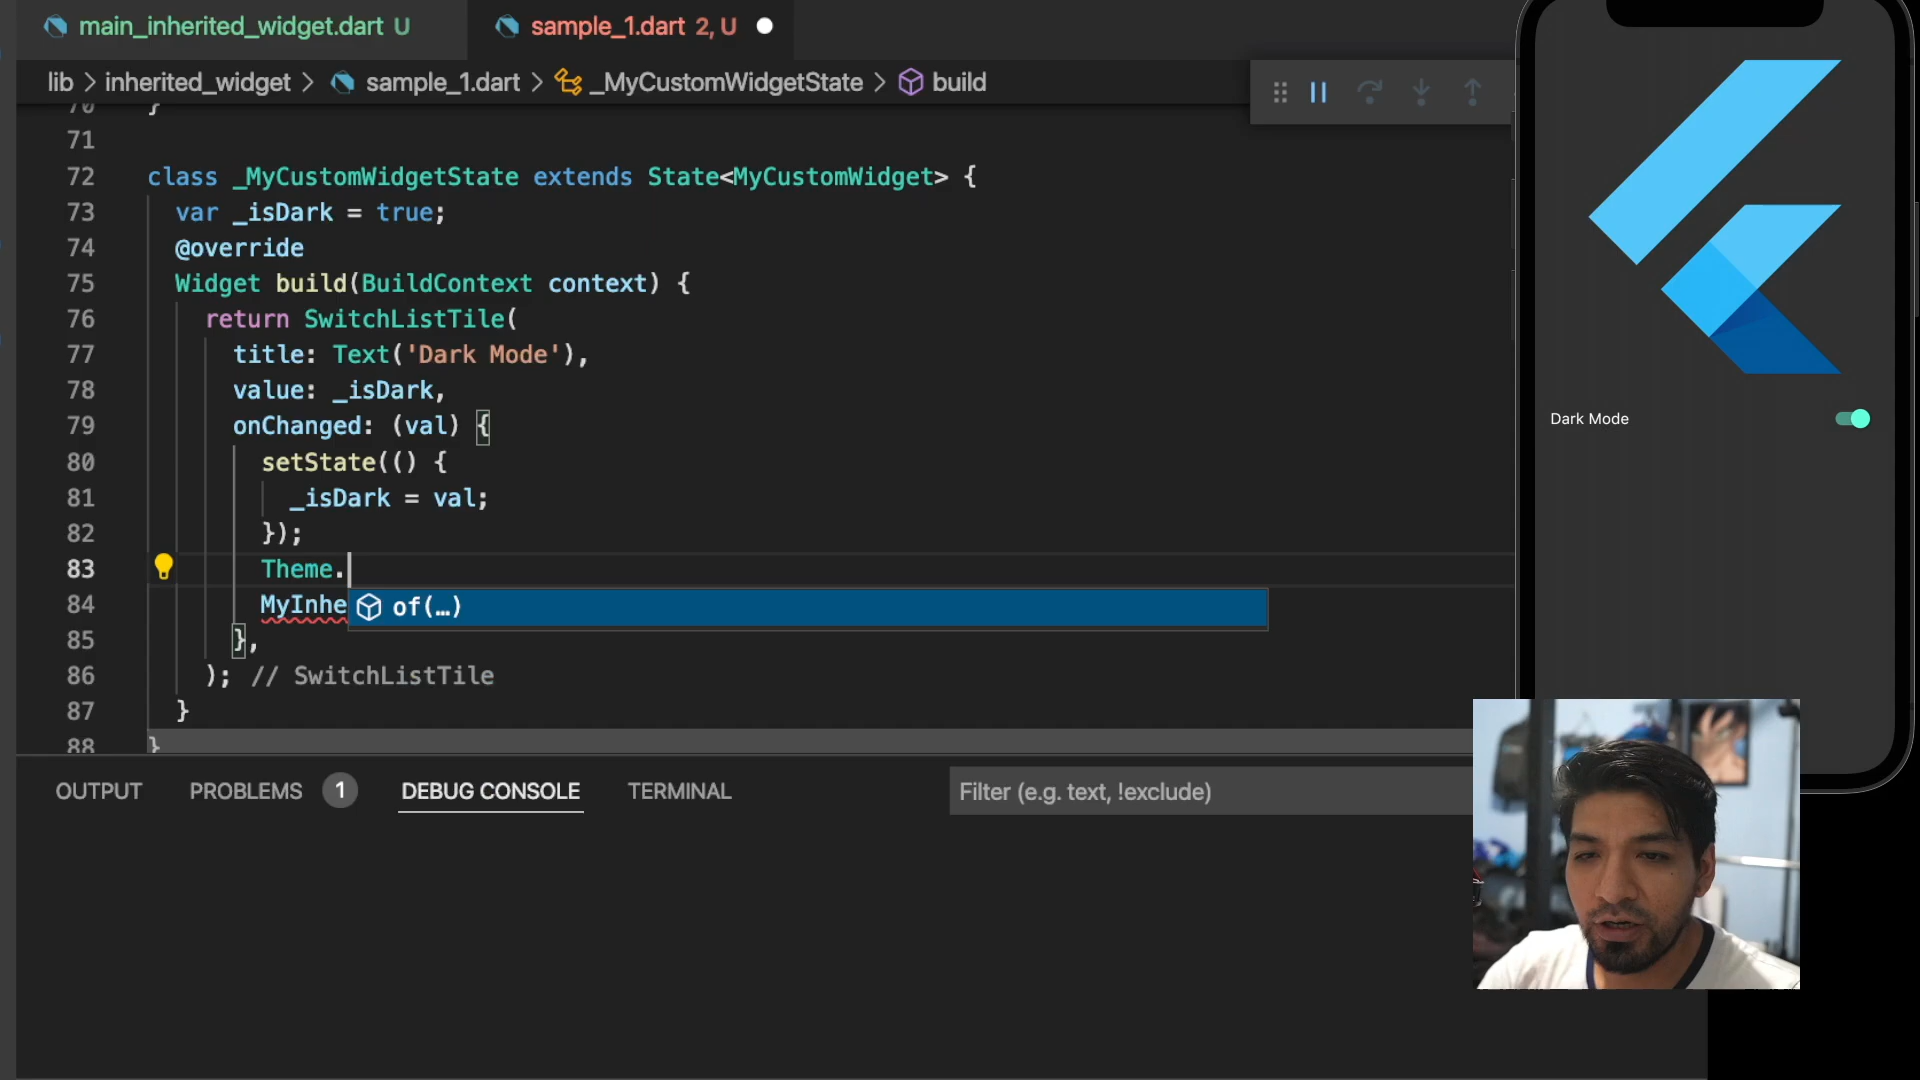 main_inherited_widget.dart U
sample_1.dart 2, U
lib > inherited_widget > sample_1.dart > _MyCustomWidgetState > build
70 }
71
72 class _MyCustomWidgetState extends State<MyCustomWidget> {
73 var _isDark = true;
74 @override
75 Widget build(BuildContext context) {
76 return SwitchListTile(
77 title: Text('Dark Mode'),
78 value: _isDark,
79 onChanged: (val) {
80 setState(() {
81 _isDark = val;
82 });
83 Theme.
84 MyInhe
of(…)
85 },
86 ); // SwitchListTile
87 }
88 }
OUTPUT PROBLEMS 1 DEBUG CONSOLE TERMINAL
Filter (e.g. text, !exclude)
Dark Mode